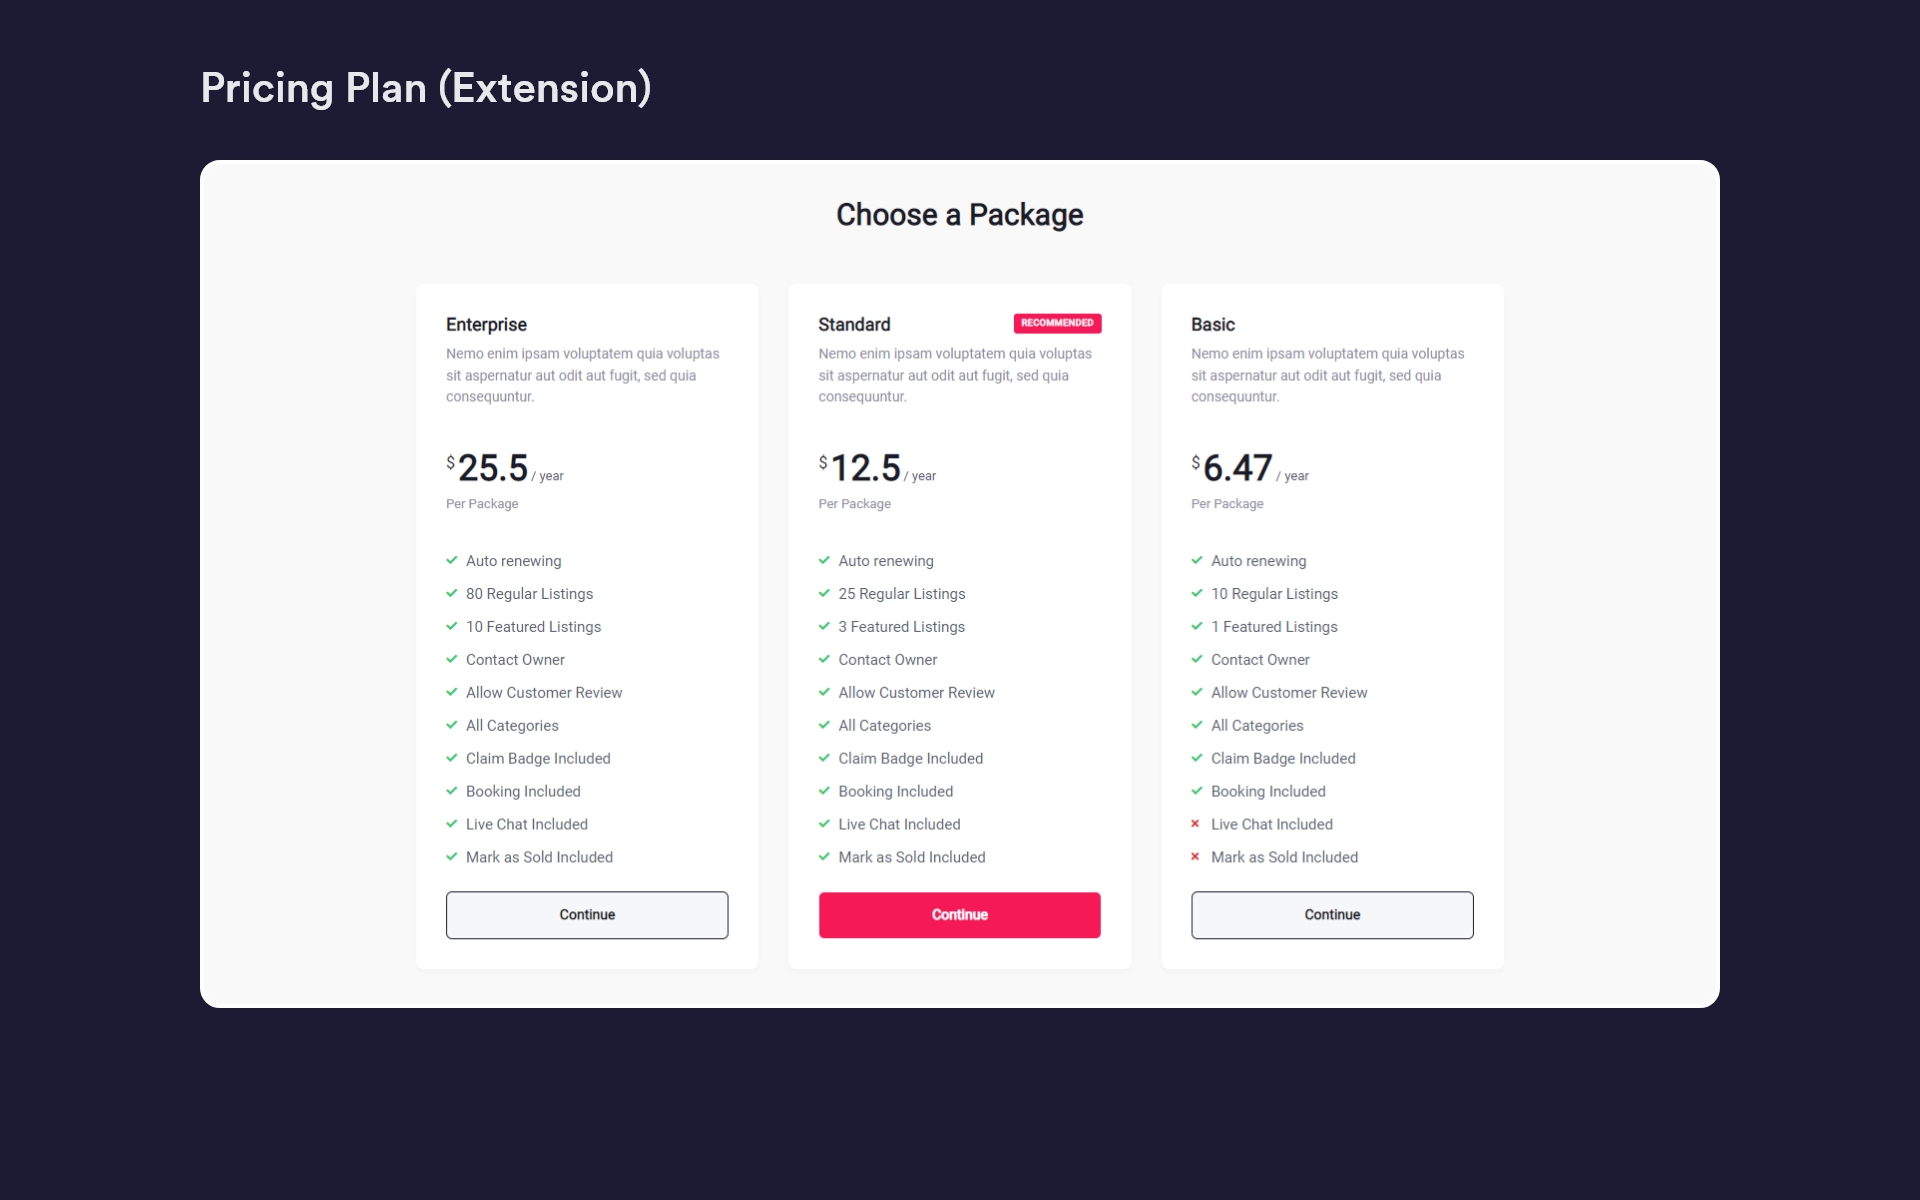 Pricing Plan (Extension)
Choose a Package
Enterprise
Nemo enim ipsam voluptatem quia voluptas
sit aspernatur aut odit aut fugit, sed quia
consequuntur.
$25.5 / year
Per Package
Auto renewing
80 Regular Listings
10 Featured Listings
Contact Owner
Allow Customer Review
All Categories
Claim Badge Included
Booking Included
Live Chat Included
Mark as Sold Included
Continue
Standard
RECOMMENDED
Nemo enim ipsam voluptatem quia voluptas
sit aspernatur aut odit aut fugit, sed quia
consequuntur.
$12.5 / year
Per Package
Auto renewing
25 Regular Listings
3 Featured Listings
Contact Owner
Allow Customer Review
All Categories
Claim Badge Included
Booking Included
Live Chat Included
Mark as Sold Included
Continue
Basic
Nemo enim ipsam voluptatem quia voluptas
sit aspernatur aut odit aut fugit, sed quia
consequuntur.
$6.47 / year
Per Package
Auto renewing
10 Regular Listings
1 Featured Listings
Contact Owner
Allow Customer Review
All Categories
Claim Badge Included
Booking Included
Live Chat Included
Mark as Sold Included
Continue